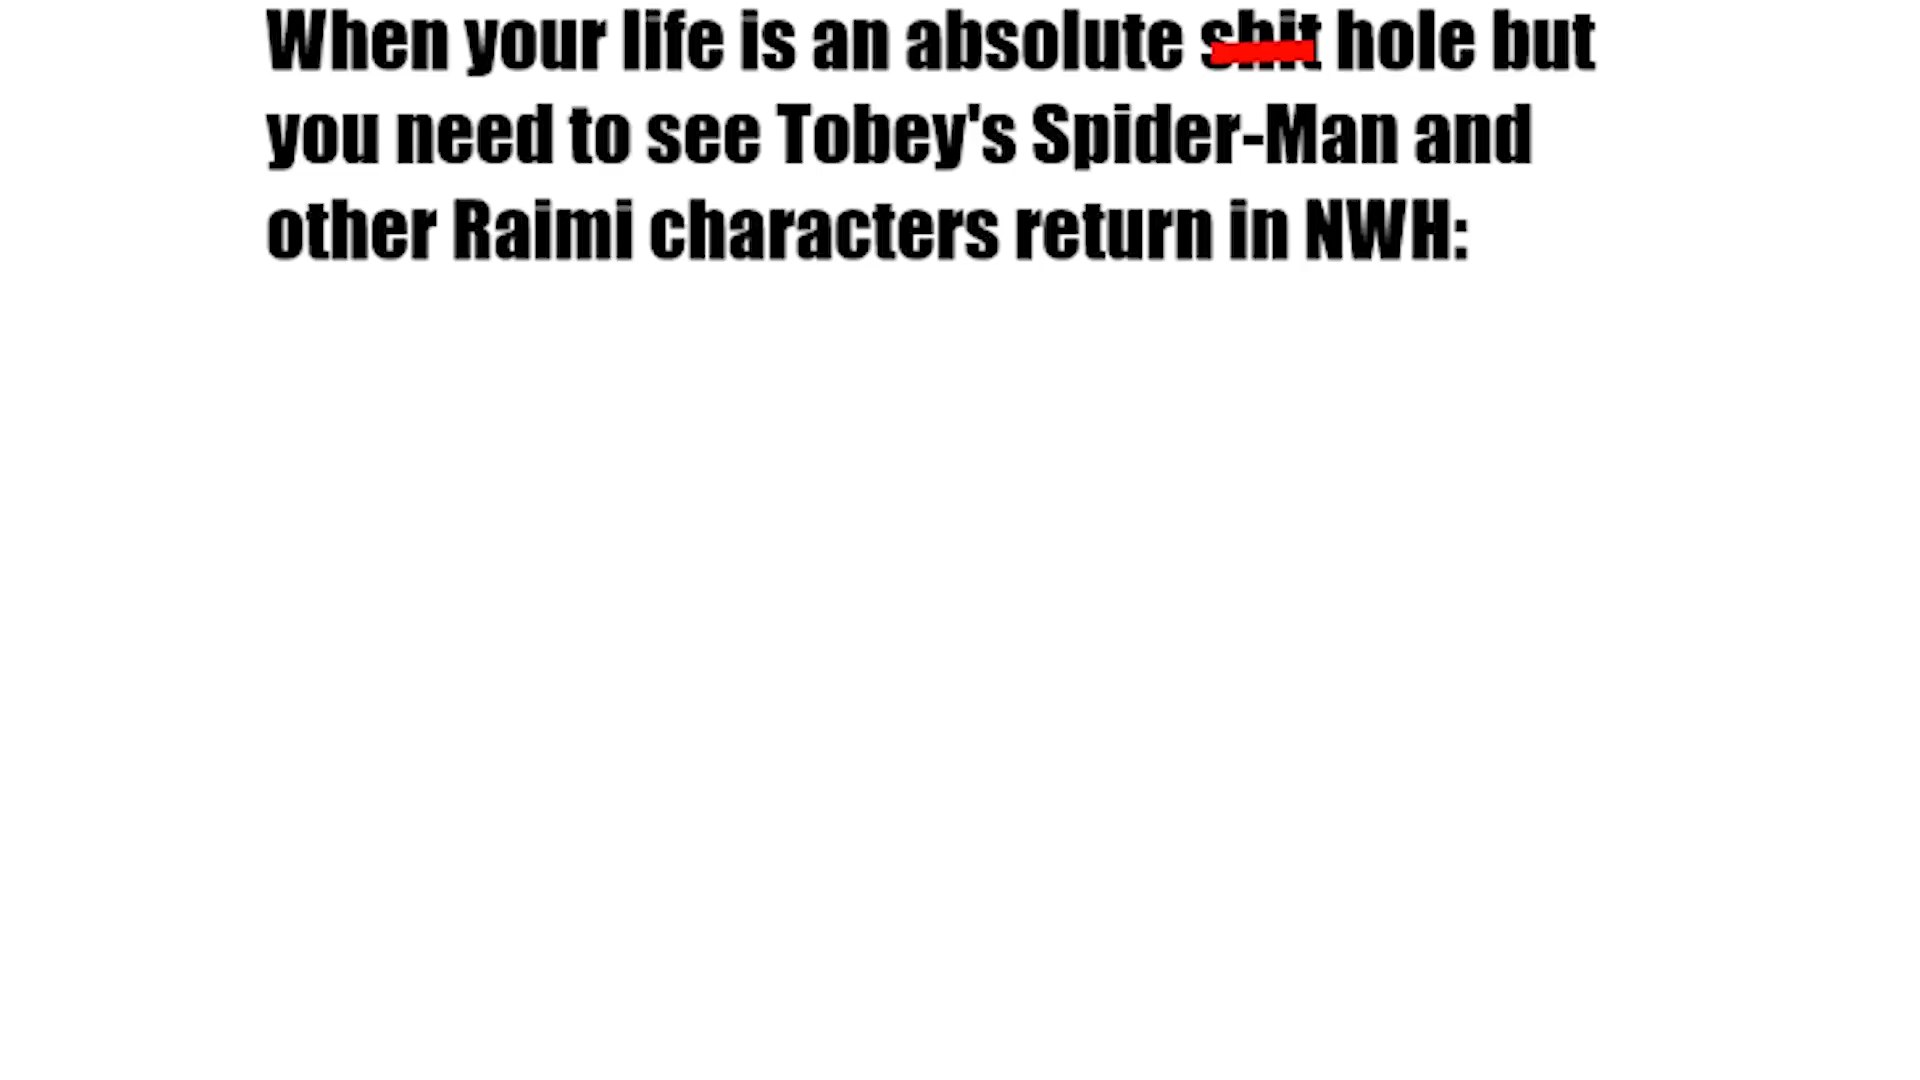 When your life is an absolute shit hole but
you need to see Tobey's Spider-Man and
other Raimi characters return in NWH: